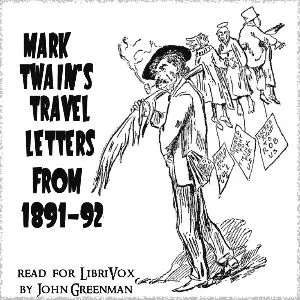 MARK
TWAIN'S
TRAVEL
LETTERS
FROM
1891-92
READ FOR LIBRIVOX
BY JOHN GREENMAN